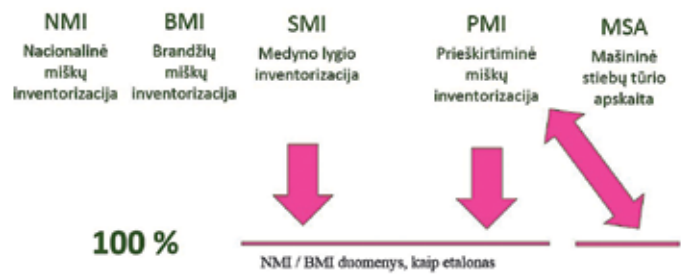 NMI BMI SMI PMI MSA
Nacionalinė Brandžių Medyno lygio Prieškirtiminė Mašininė
miškų miškų inventorizacija miškų stiebų tūrio
inventorizacija inventorizacija inventorizacija apskaita
100 %
NMI / BMI duomenys, kaip etalonas